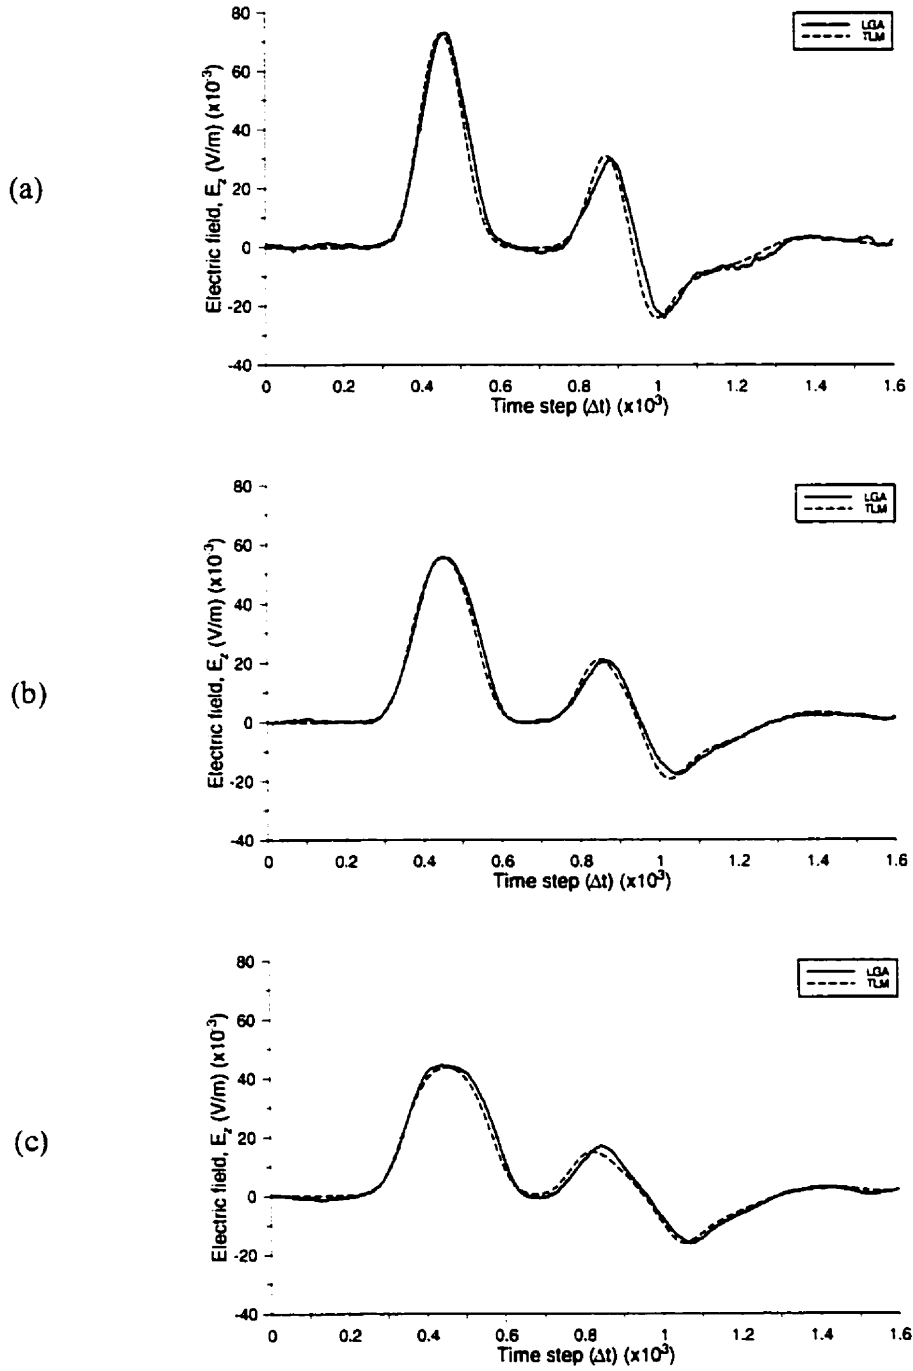 (a)
Electric field, E_z (V/m) (x10^-3)
80
60
40
20
0
-20
-40
0 0.2 0.4 0.6 0.8 1 1.2 1.4 1.6
Time step (Δt) (x10^3)
LGA
TLM
(b)
Electric field, E_z (V/m) (x10^-3)
80
60
40
20
0
-20
-40
0 0.2 0.4 0.6 0.8 1 1.2 1.4 1.6
Time step (Δt) (x10^3)
LGA
TLM
(c)
Electric field, E_z (V/m) (x10^-3)
80
60
40
20
0
-20
-40
0 0.2 0.4 0.6 0.8 1 1.2 1.4 1.6
Time step (Δt) (x10^3)
LGA
TLM